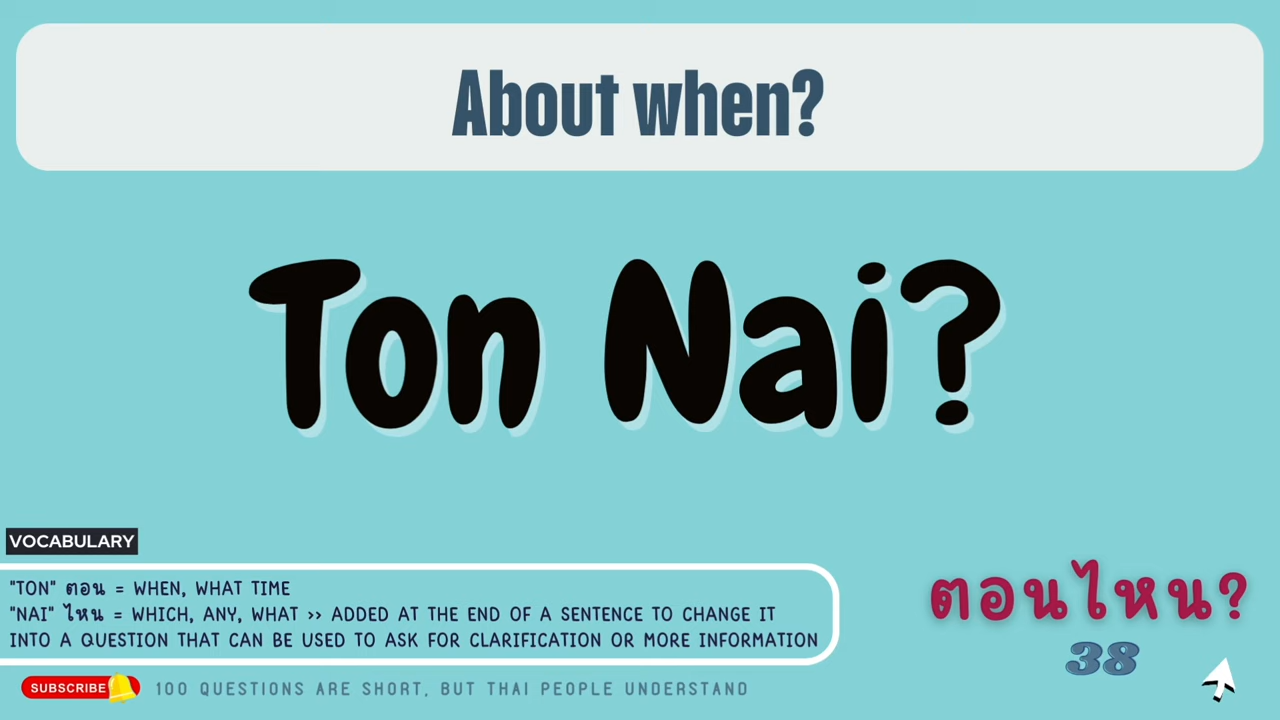 About when?
Ton Nai?
VOCABULARY
"TON" ตอน = WHEN, WHAT TIME
"NAI" ไหน = WHICH, ANY, WHAT >> ADDED AT THE END OF A SENTENCE TO CHANGE IT
INTO A QUESTION THAT CAN BE USED TO ASK FOR CLARIFICATION OR MORE INFORMATION
ตอนไหน?
38
SUBSCRIBE
100 QUESTIONS ARE SHORT, BUT THAI PEOPLE UNDERSTAND